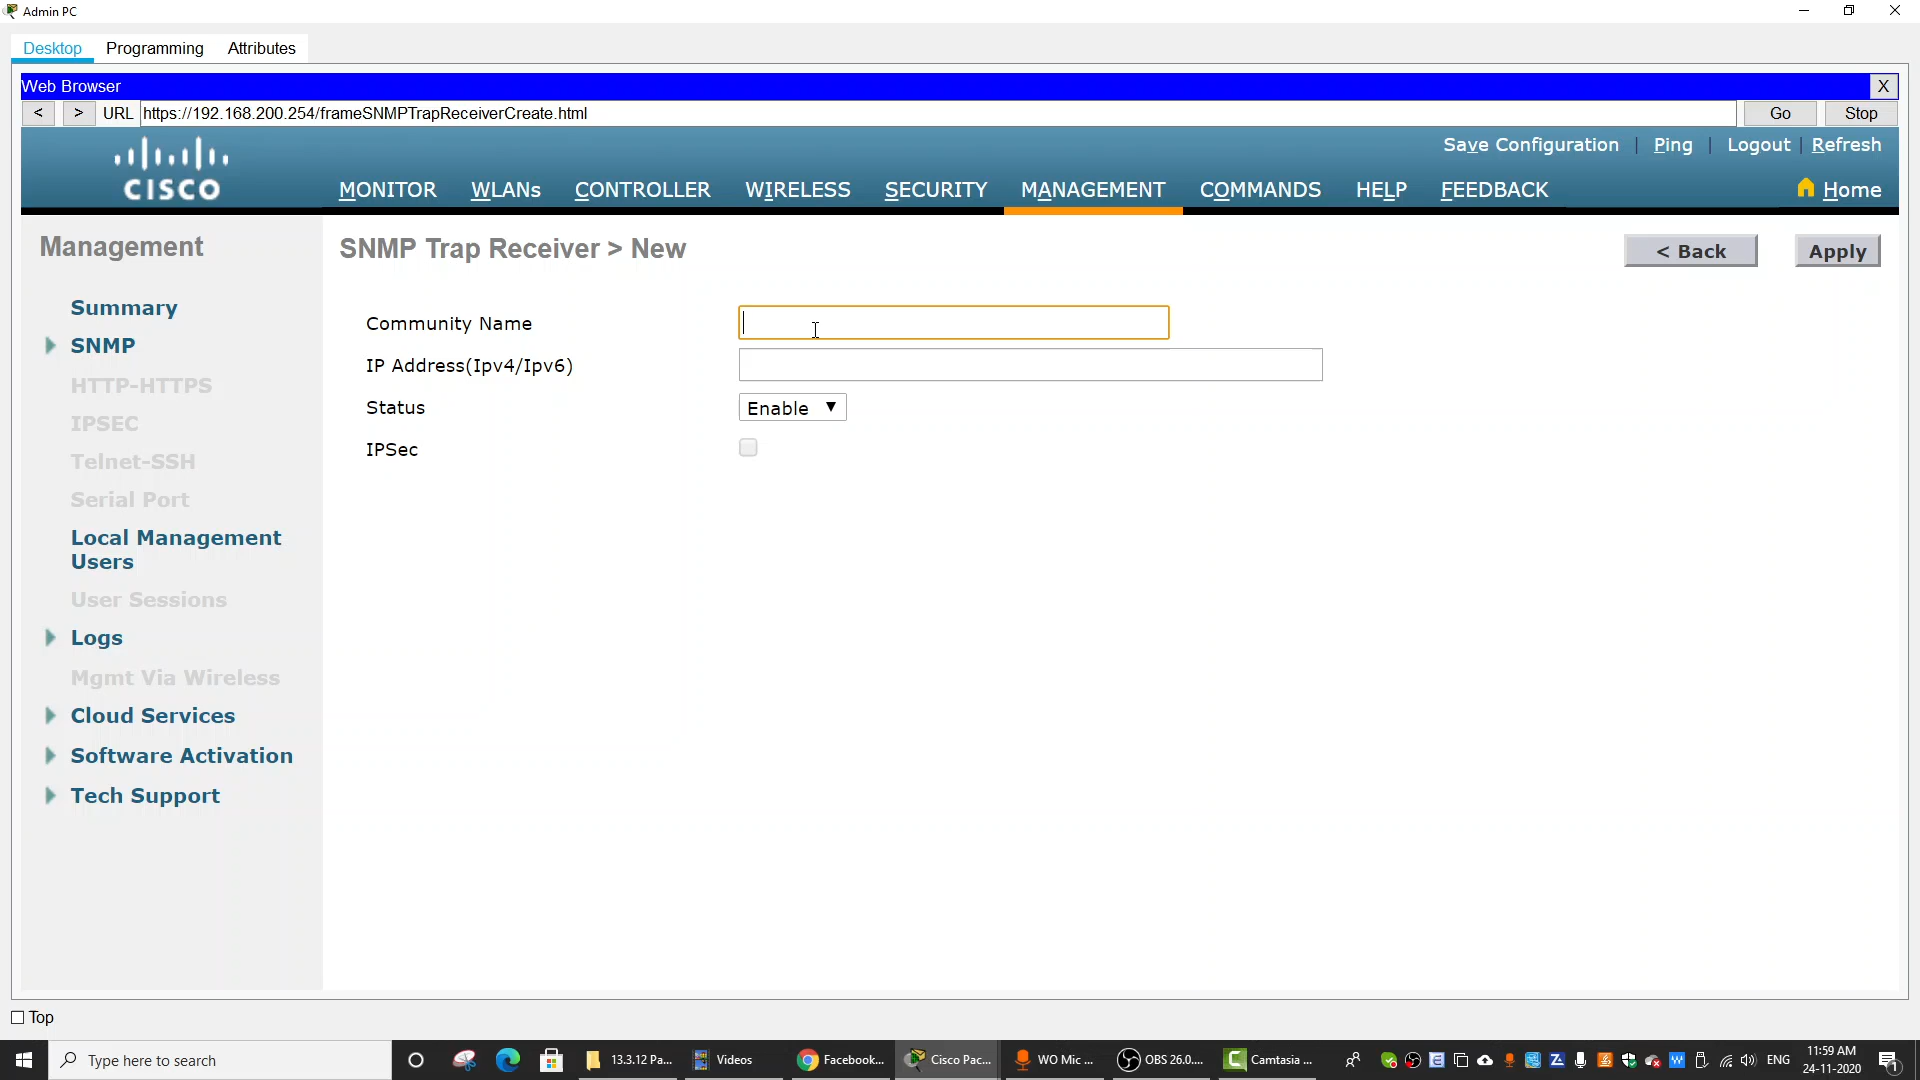 Admin PC
Desktop Programming Attributes
Web Browser X
< > URL https://192.168.200.254/frameSNMPTrapReceiverCreate.html Go Stop
Save Configuration | Ping | Logout | Refresh
CISCO
MONITOR WLANs CONTROLLER WIRELESS SECURITY MANAGEMENT COMMANDS HELP FEEDBACK Home
Management
SNMP Trap Receiver > New
< Back Apply
Summary
SNMP
HTTP-HTTPS
IPSEC
Telnet-SSH
Serial Port
Local Management
Users
User Sessions
Logs
Mgmt Via Wireless
Cloud Services
Software Activation
Tech Support
Community Name
IP Address(Ipv4/Ipv6)
Status Enable
IPSec
Top
Type here to search
13.3.12 Pa...
Videos
Facebook...
Cisco Pac...
WO Mic ...
OBS 26.0....
Camtasia ...
ENG
11:59 AM
24-11-2020
1